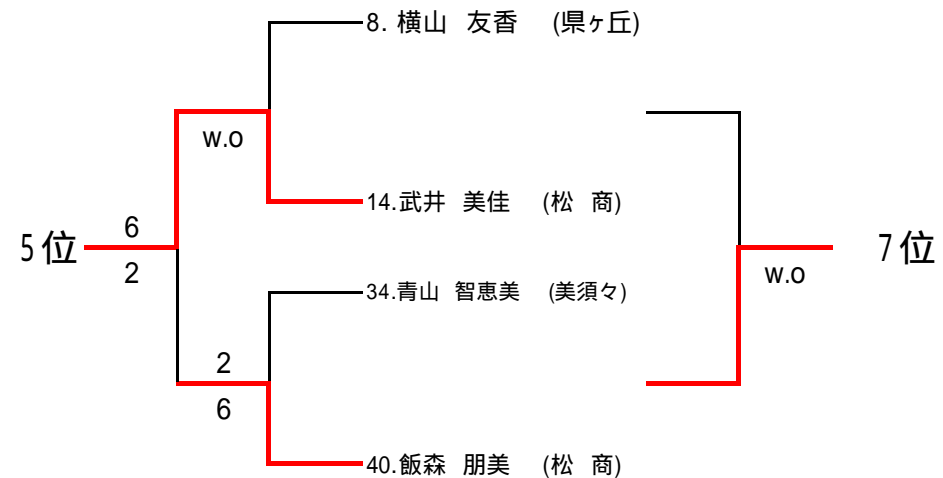 8. 横山 友香 (県ヶ丘)
w.o
14.武井 美佳 (松 商)
6
5位
7位
2
w.o
34.青山 智恵美 (美須々)
2
6
40.飯森 朋美 (松 商)